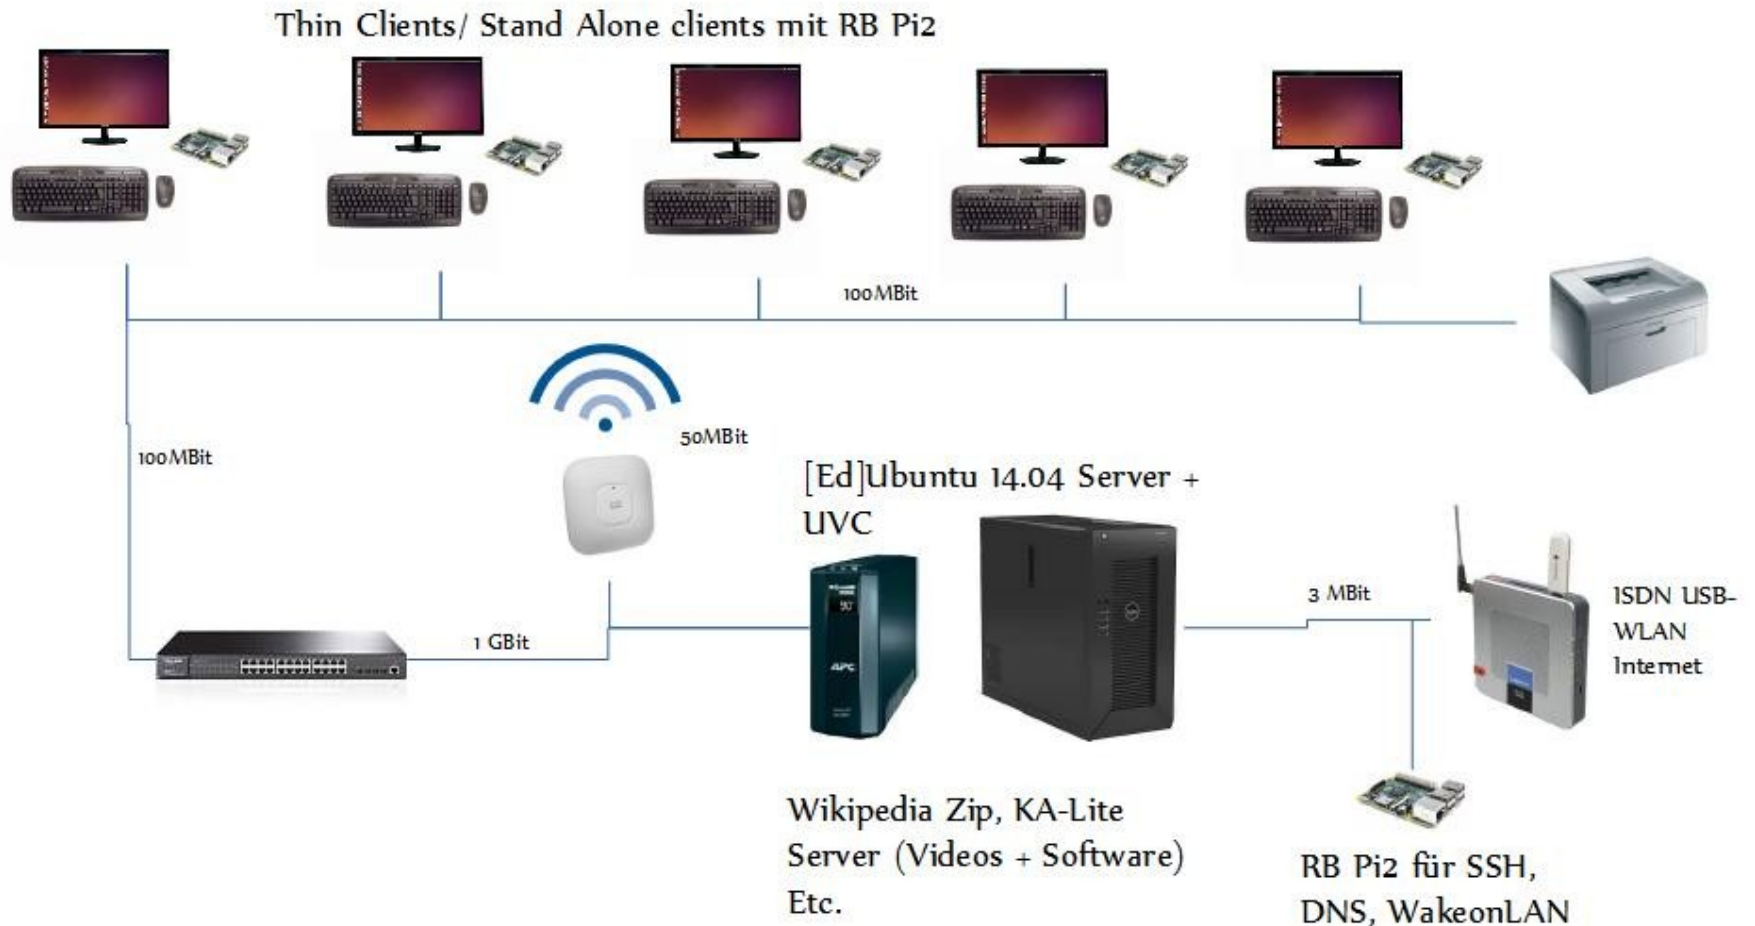 Thin Clients/ Stand Alone clients mit RB Pi2
100MBit
50MBit
100MBit
[Ed]Ubuntu 14.04 Server +
UVC
3 MBit
ISDN USB-
WLAN
Internet
1 GBit
APC
Wikipedia Zip, KA-Lite
Server (Videos + Software)
Etc.
RB Pi2 für SSH,
DNS, WakeonLAN